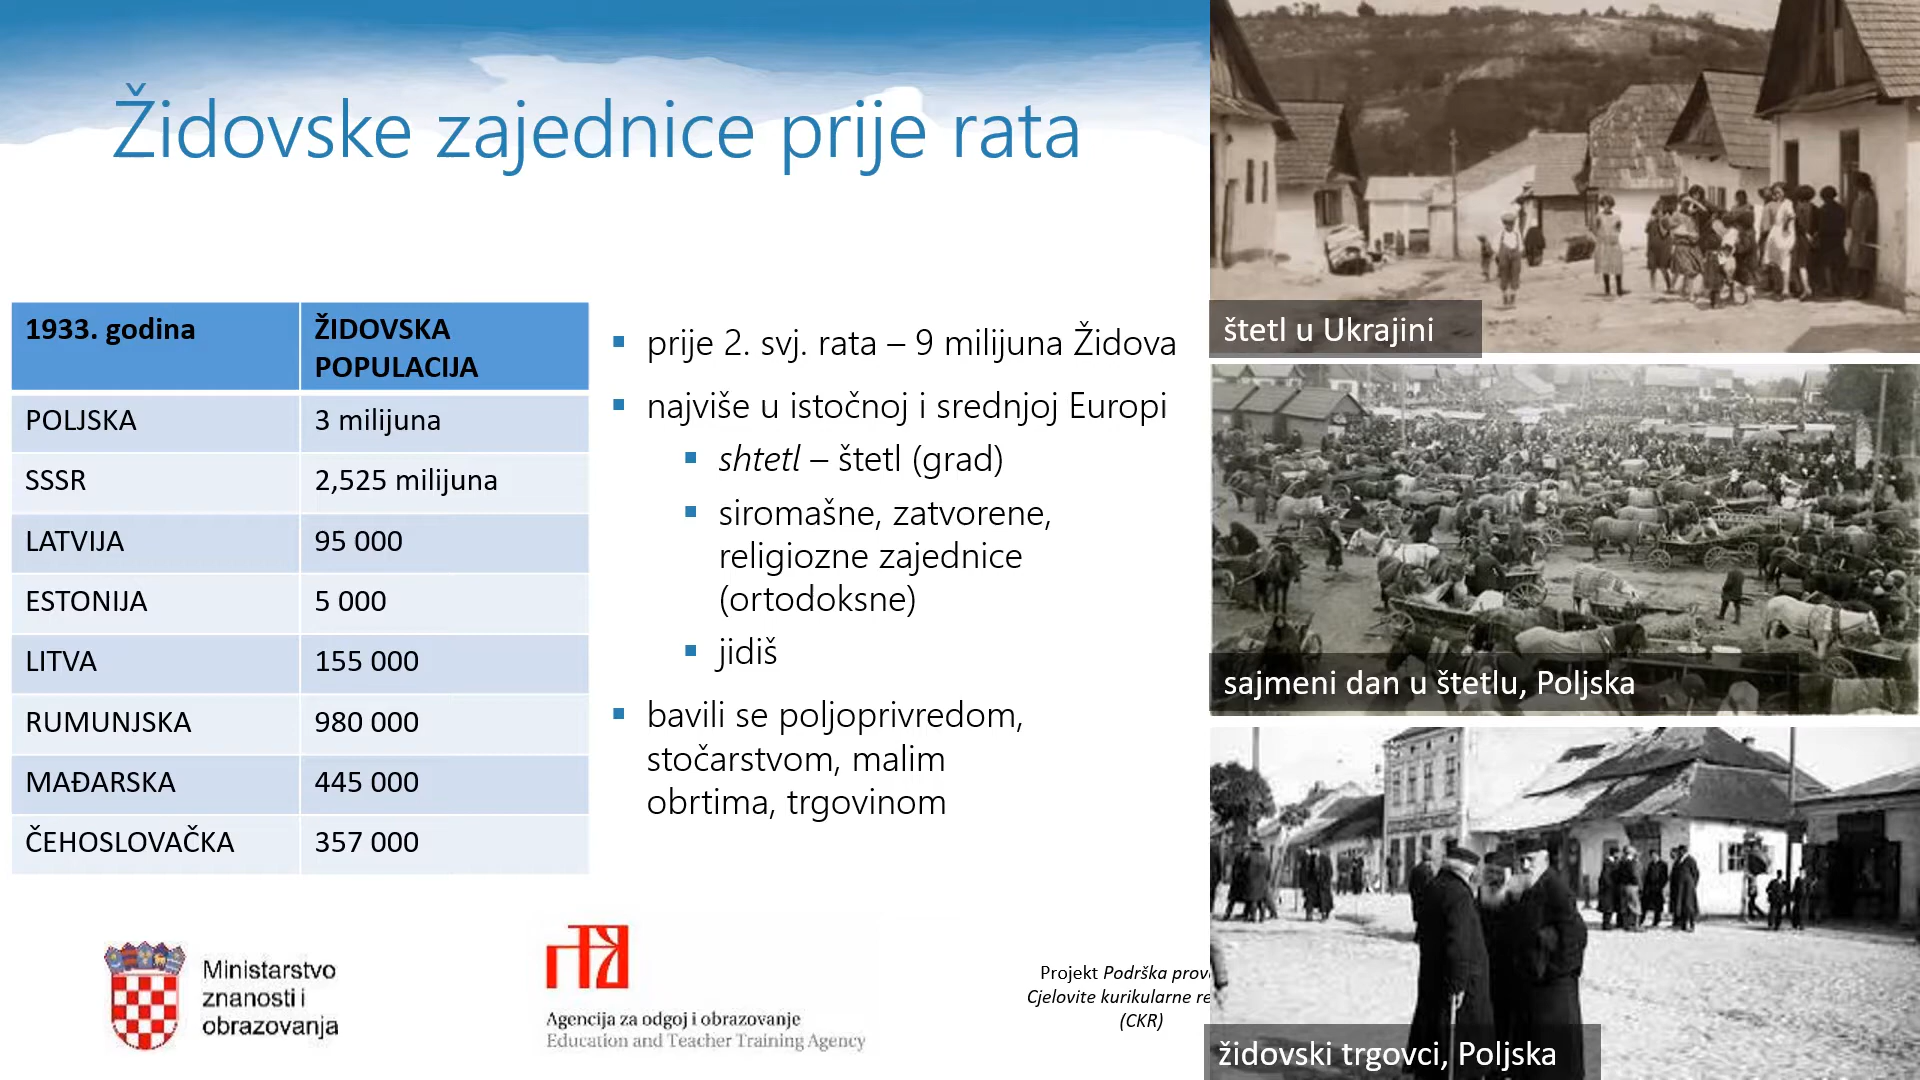 Židovske zajednice prije rata
1933. godina
ŽIDOVSKA
POPULACIJA
POLJSKA
3 milijuna
SSSR
2,525 milijuna
LATVIJA
95 000
ESTONIJA
5 000
LITVA
155 000
RUMUNJSKA
980 000
MAĐARSKA
445 000
ČEHOSLOVAČKA
357 000
prije 2. svj. rata – 9 milijuna Židova
najviše u istočnoj i srednjoj Europi
shtetl – štetl (grad)
siromašne, zatvorene,
religiozne zajednice
(ortodoksne)
jidiš
bavili se poljoprivredom,
stočarstvom, malim
obrtima, trgovinom
štetl u Ukrajini
sajmeni dan u štetlu, Poljska
židovski trgovci, Poljska
Ministarstvo
znanosti i
obrazovanja
Agencija za odgoj i obrazovanje
Education and Teacher Training Agency
Projekt Podrška
Cjelovite kurikularne
(CKR)